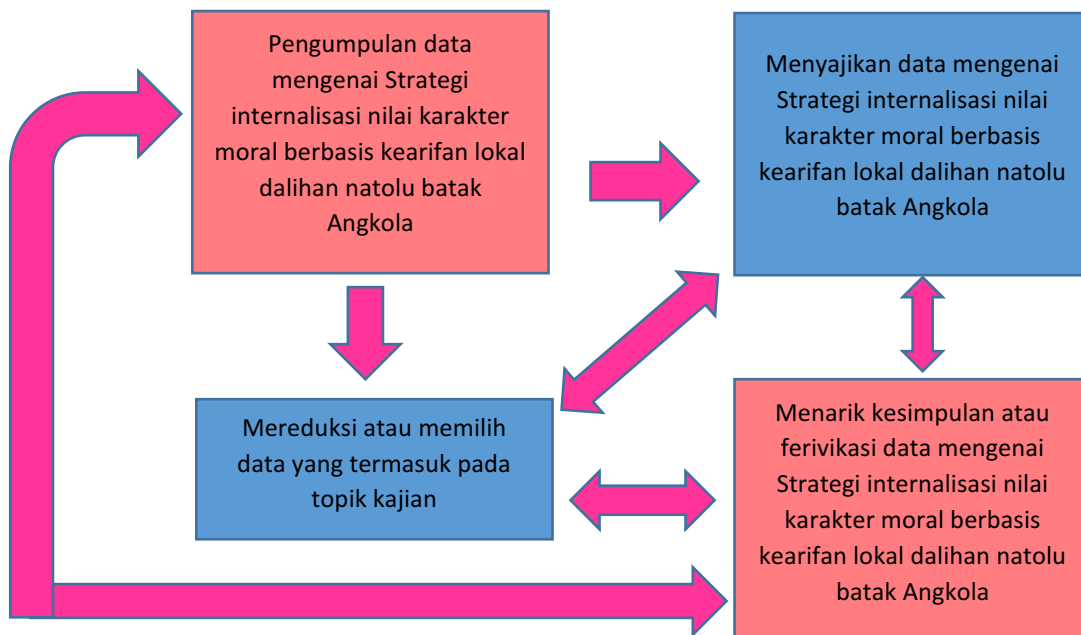 Pengumpulan data
mengenai Strategi
internalisasi nilai karakter
moral berbasis kearifan lokal
dalihan natolu batak
Angkola
Menyajikan data mengenai
Strategi internalisasi nilai
karakter moral berbasis
kearifan lokal dalihan natolu
batak Angkola
Mereduksi atau memilih
data yang termasuk pada
topik kajian
Menarik kesimpulan atau
ferivikasi data mengenai
Strategi internalisasi nilai
karakter moral berbasis
kearifan lokal dalihan natolu
batak Angkola